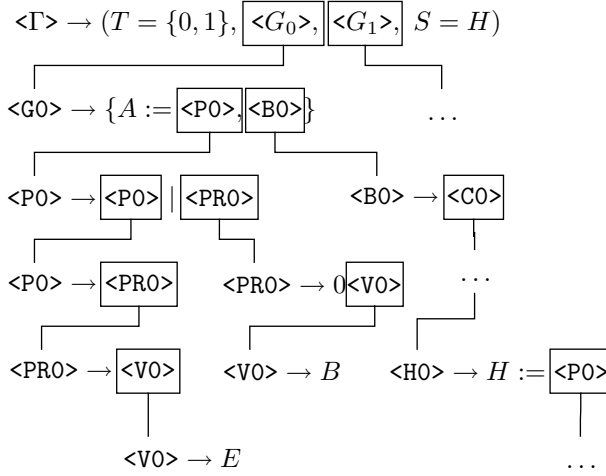 <Γ> → (T = {0, 1}, <G₀>, <G₁>, S = H)
<G0> → {A := <P0>, <B0>} ...
<P0> → <P0> | <PR0> <B0> → <C0>
<P0> → <PR0> <PR0> → 0<V0> ...
<PR0> → <V0> <V0> → B <H0> → H := <P0>
<V0> → E ...